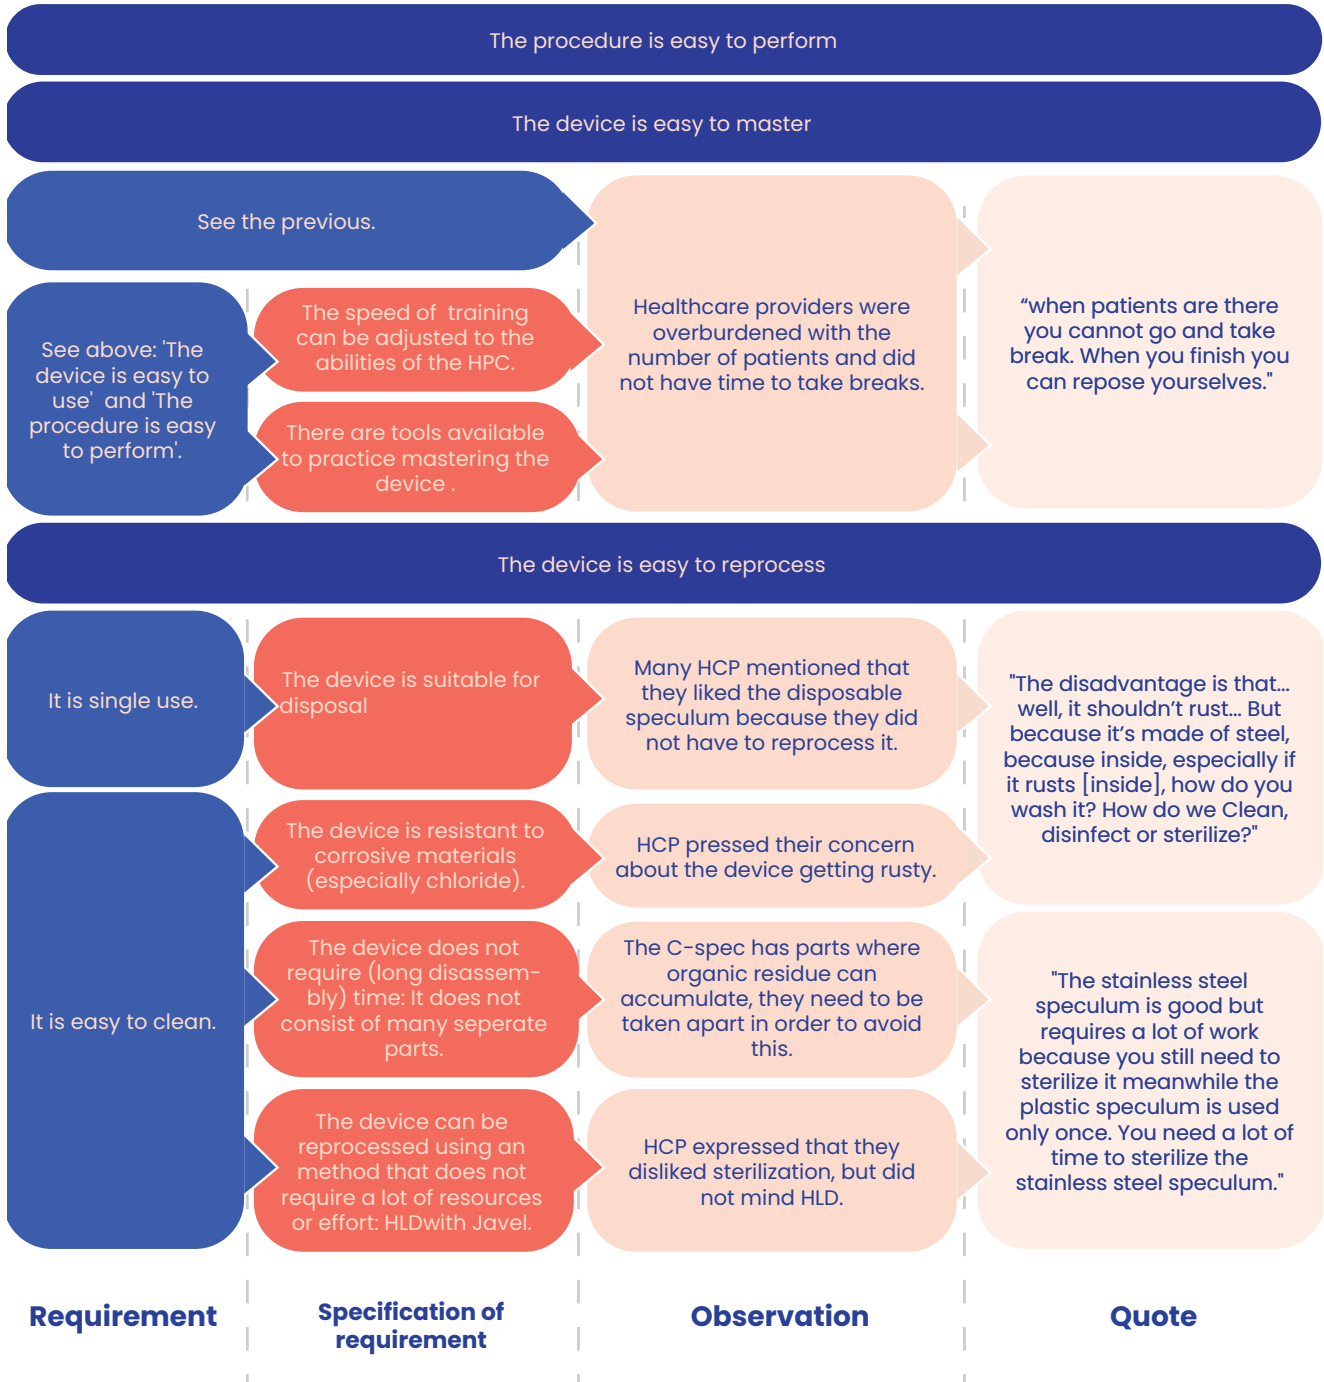 The procedure is easy to perform
The device is easy to master
See the previous.
See above: 'The
device is easy to
use'  and 'The
procedure is easy
to perform'.
The speed of  training
can be adjusted to the
abilities of the HPC.
There are tools available
to practice mastering the
device .
Healthcare providers were
overburdened with the
number of patients and did
not have time to take breaks.
“when patients are there
you cannot go and take
break. When you finish you
can repose yourselves."
The device is easy to reprocess
It is single use.
The device is suitable for
disposal
Many HCP mentioned that
they liked the disposable
speculum because they did
not have to reprocess it.
"The disadvantage is that...
well, it shouldn’t rust... But
because it’s made of steel,
because inside, especially if
it rusts [inside], how do you
wash it? How do we Clean,
disinfect or sterilize?"
It is easy to clean.
The device is resistant to
corrosive materials
(especially chloride).
HCP pressed their concern
about the device getting rusty.
The device does not
require (long disassem-
bly) time: It does not
consist of many seperate
parts.
The C-spec has parts where
organic residue can
accumulate, they need to be
taken apart in order to avoid
this.
"The stainless steel
speculum is good but
requires a lot of work
because you still need to
sterilize it meanwhile the
plastic speculum is used
only once. You need a lot of
time to sterilize the
stainless steel speculum."
The device can be
reprocessed using an
method that does not
require a lot of resources
or effort: HLDwith Javel.
HCP expressed that they
disliked sterilization, but did
not mind HLD.
Requirement
Specification of
requirement
Observation
Quote